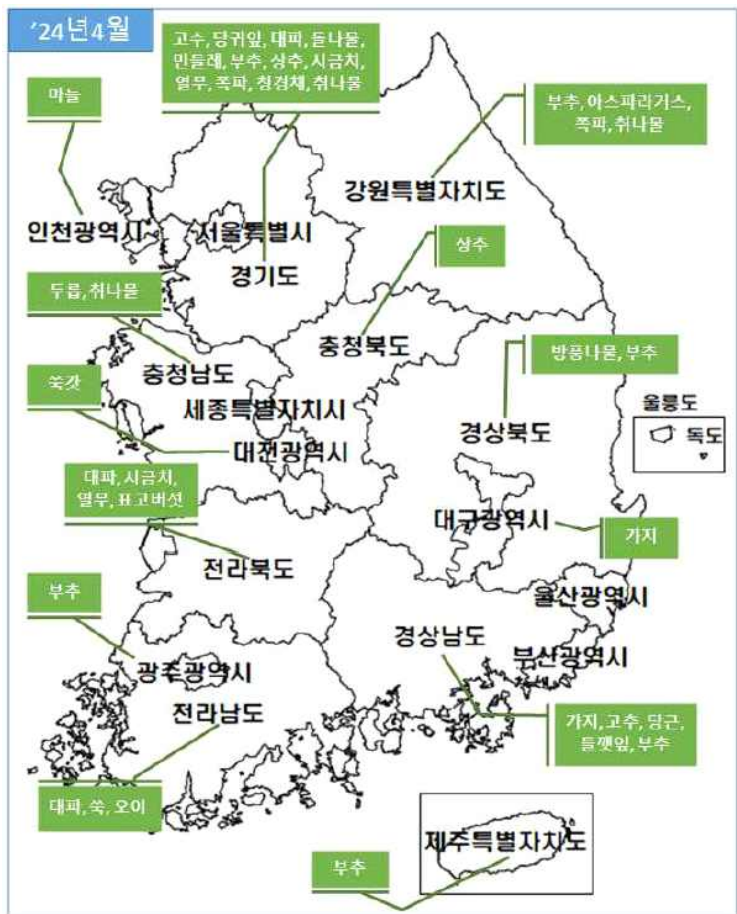 '24년4월
고수, 당귀잎, 대파, 돌나물,
민들레, 부추, 상추, 시금치,
열무, 쪽파, 청경채, 취나물
마늘
부추, 아스파라거스,
쪽파, 취나물
강원특별자치도
인천광역시
서울특별시
경기도
상추
두릅, 취나물
충청북도
충청남도
방풍나물, 부추
쑥갓
세종특별자치시
경상북도
울릉도
독도
대전광역시
대파, 시금치,
열무, 표고버섯
대구광역시
가지
전라북도
부추
울산광역시
경상남도
부산광역시
광주광역시
전라남도
가지, 고추, 당근,
들깻잎, 부추
대파, 쑥, 오이
제주특별자치도
부추